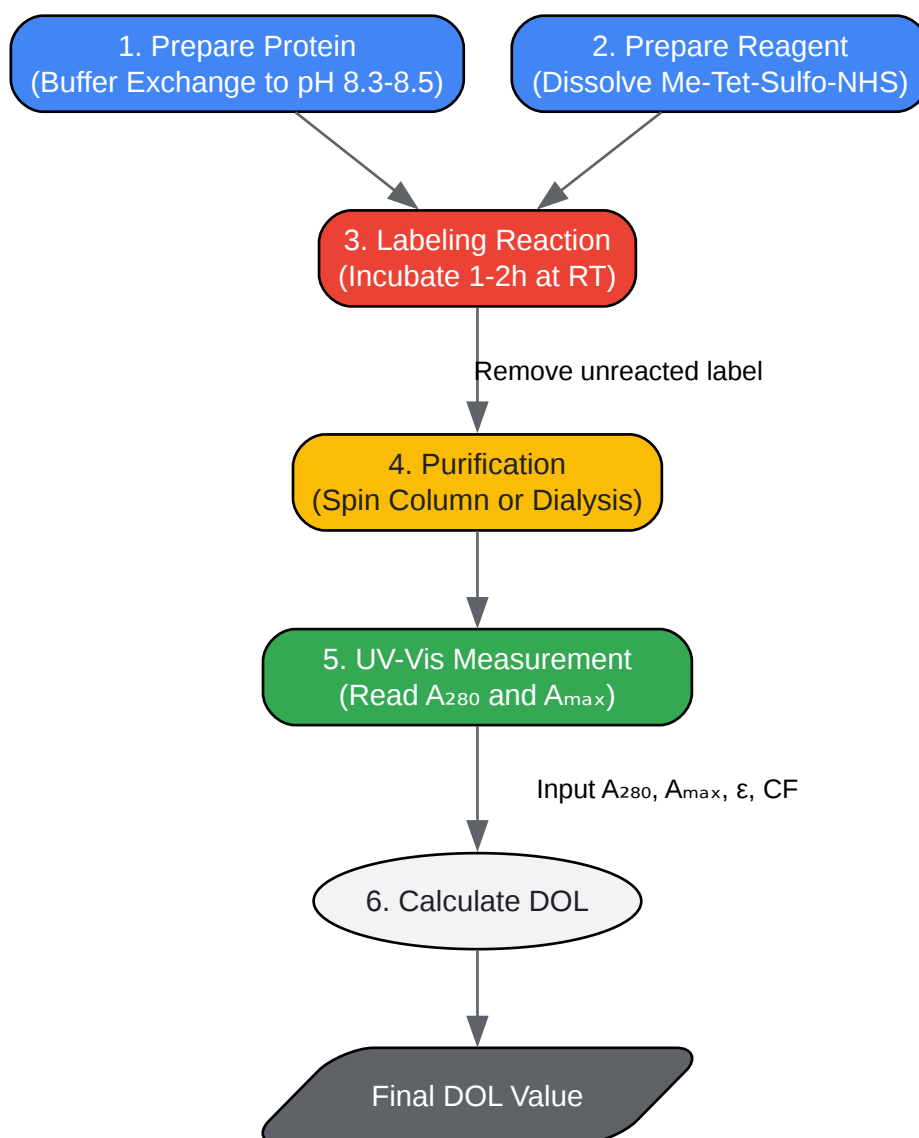 1. Prepare Protein
(Buffer Exchange to pH 8.3-8.5)
2. Prepare Reagent
(Dissolve Me-Tet-Sulfo-NHS)
3. Labeling Reaction
(Incubate 1-2h at RT)
Remove unreacted label
4. Purification
(Spin Column or Dialysis)
5. UV-Vis Measurement
(Read A₂₈₀ and Aₘₐₓ)
Input A₂₈₀, Aₘₐₓ, ε, CF
6. Calculate DOL
Final DOL Value